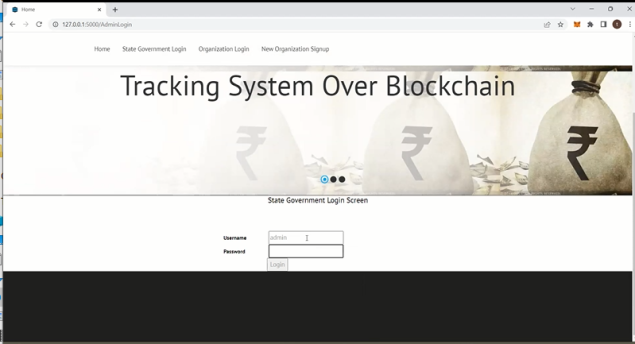 Home
127.0.0.1:5000/AdminLogin
Home State Government Login Organization Login New Organization Signup
Tracking System Over Blockchain
₹ ₹ ₹
State Government Login Screen
Username admin
Password
Login